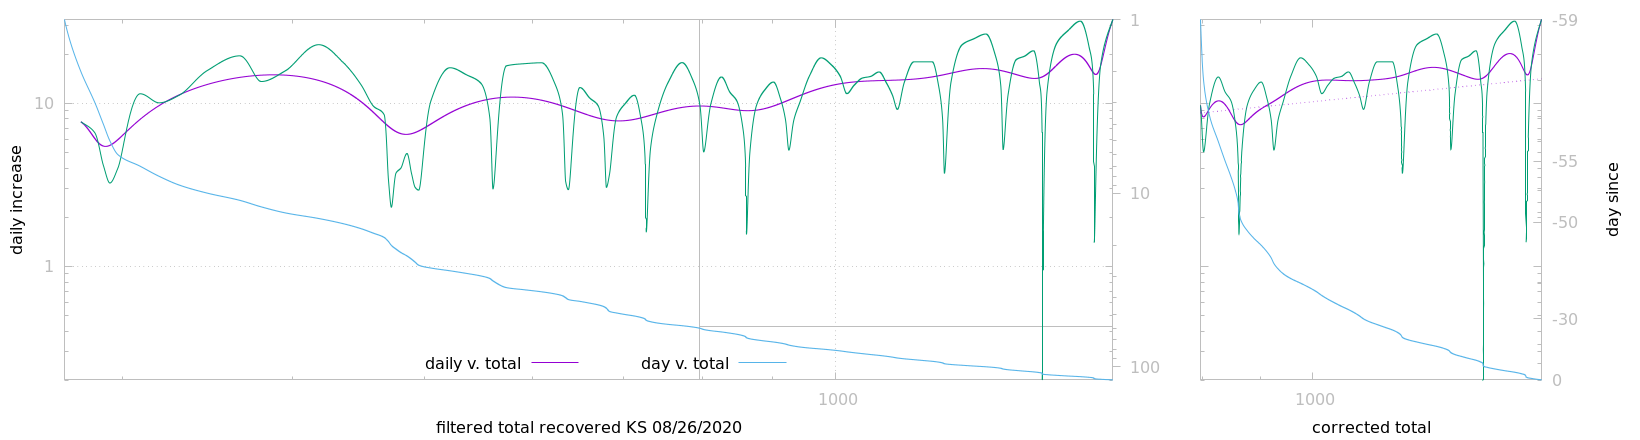 daily increase
10
1
1
10
100
1000
daily v. total
day v. total
filtered total recovered KS 08/26/2020
-59
-55
-50
-30
0
day since
1000
corrected total